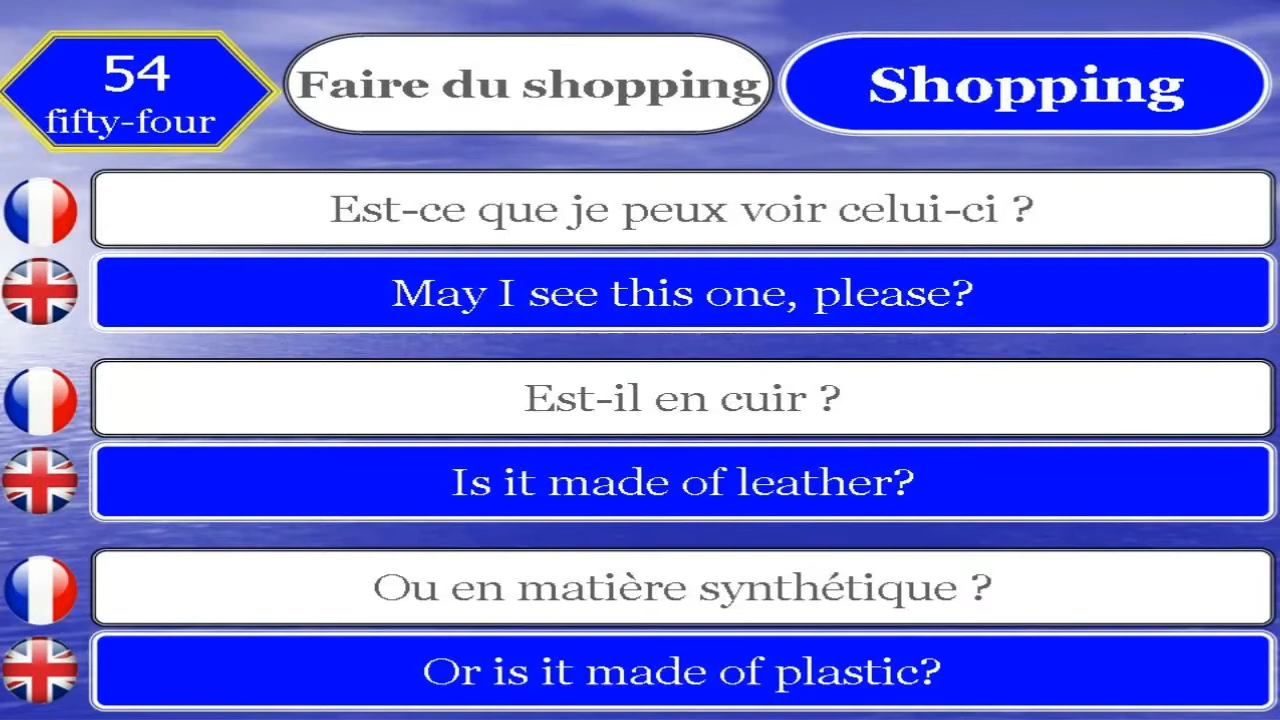 54
fifty-four
Faire du shopping
Shopping
Est-ce que je peux voir celui-ci ?
May I see this one, please?
Est-il en cuir ?
Is it made of leather?
Ou en matière synthétique ?
Or is it made of plastic?